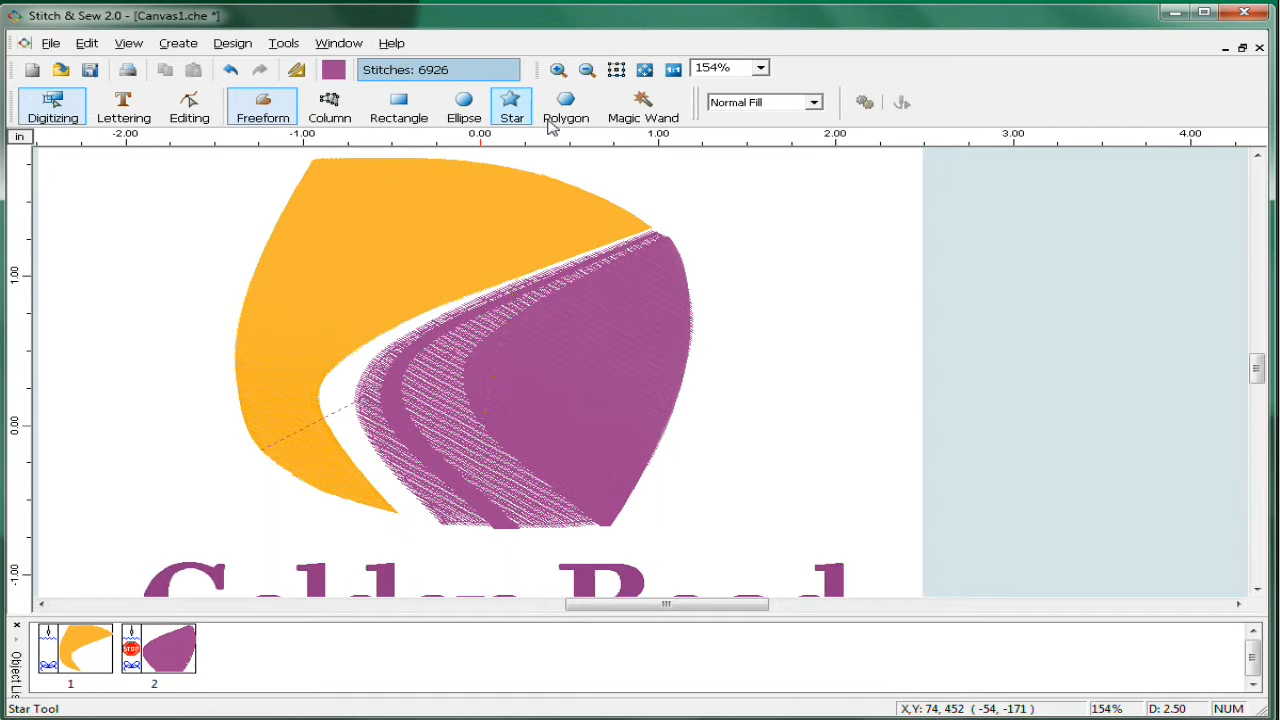 Stitch & Sew 2.0 - [Canvas1.che *]
File Edit View Create Design Tools Window Help
Stitches: 6926 154%
Digitizing Lettering Editing Freeform Column Rectangle Ellipse Star Polygon Magic Wand Normal Fill
in -2.00 -1.00 0.00 1.00 2.00 3.00 4.00
1.00
0.00
-1.00
STOP
Object Lis
1 2
Star Tool X,Y: 74, 452 ( -54, -171 ) 154% D: 2.50 NUM